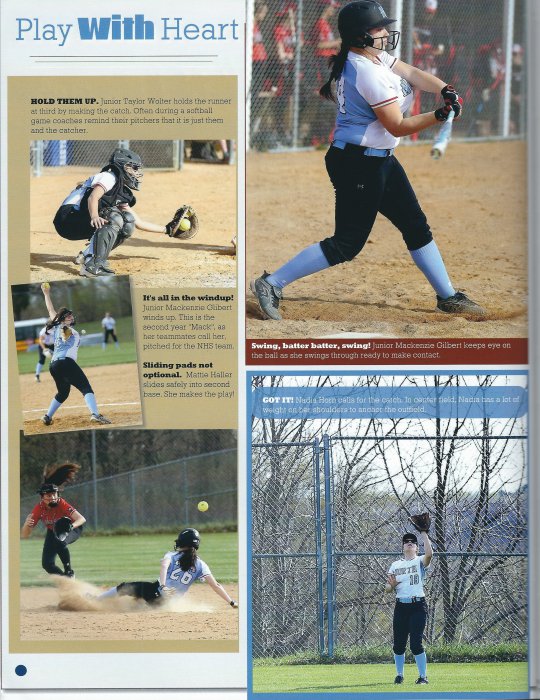 Play With Heart
HOLD THEM UP. Junior Taylor Wolter holds the runner
at third by making the catch. Often during a softball
game coaches remind their pitchers that it is just them
and the catcher.
It's all in the windup!
Junior Mackenzie Gilbert
winds up. This is the
second year "Mack", as
her teammates call her,
pitched for the NHS team.
Sliding pads not
optional. Mattie Haller
slides safely into second
base. She makes the play!
26
Swing, batter batter, swing! Junior Mackenzie Gilbert keeps eye on
the ball as she swings through ready to make contact.
GOT IT! Nadia Horn calls for the catch. In center field, Nadia has a lot of
weight on her shoulders to anchor the outfield.